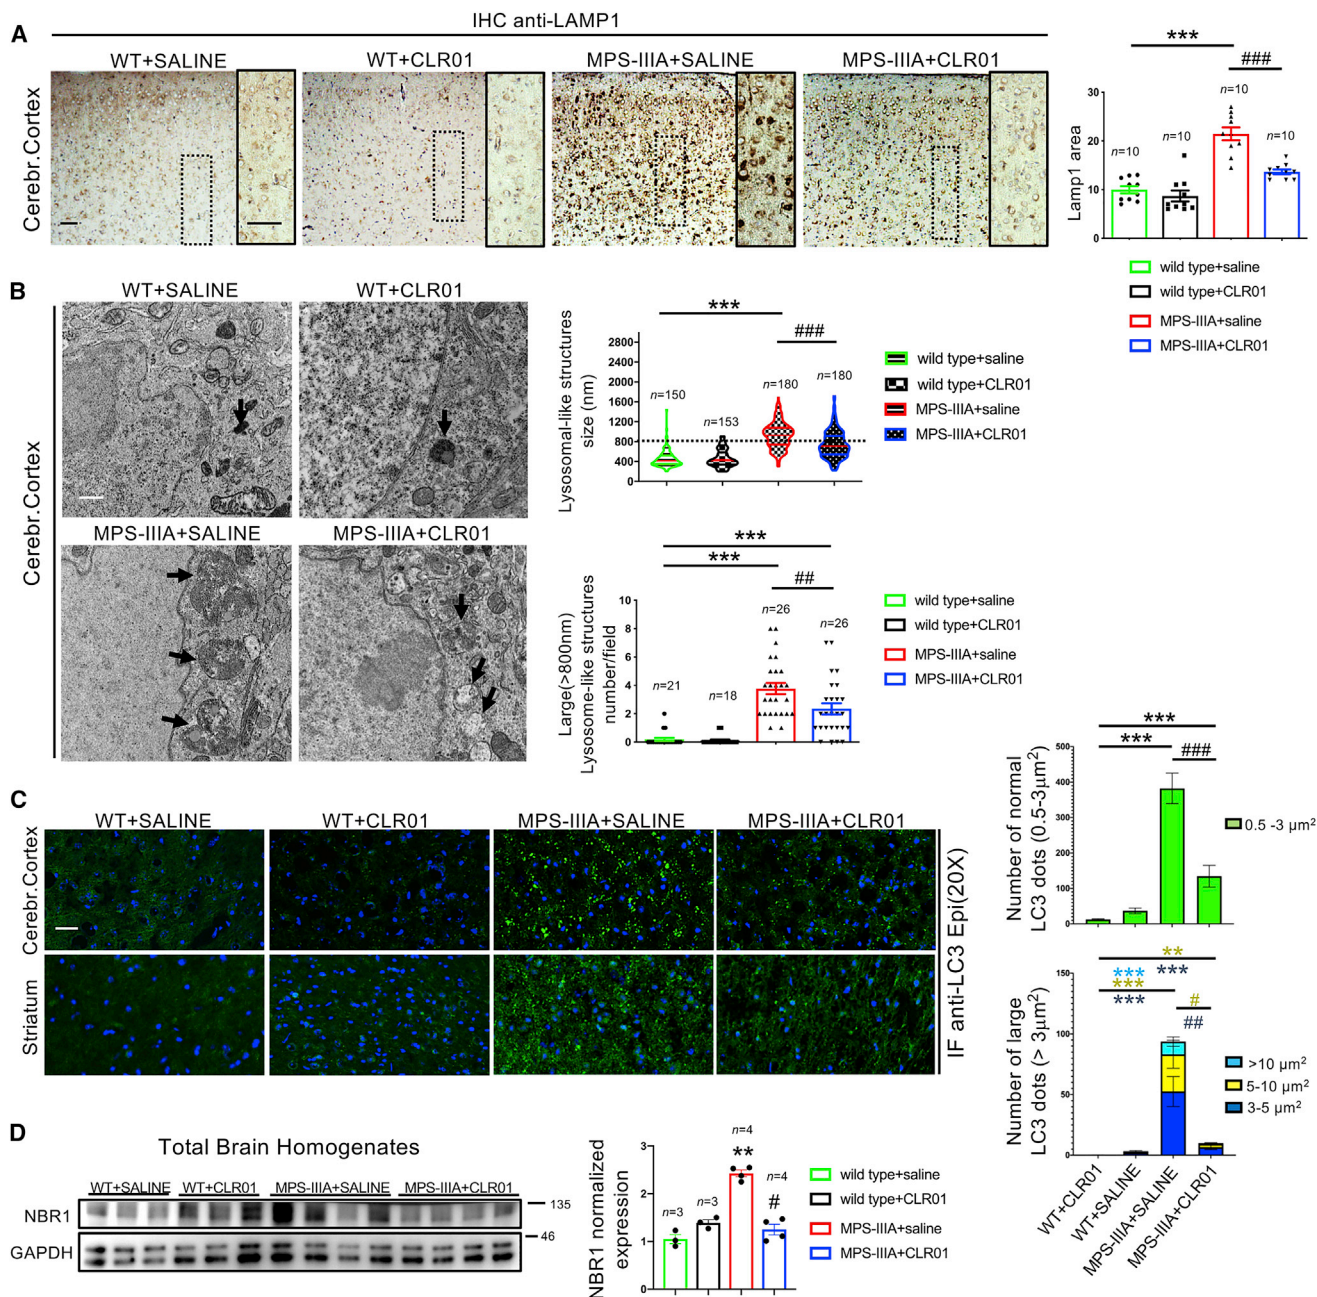 A
IHC anti-LAMP1
WT+SALINE
WT+CLR01
MPS-IIIA+SALINE
MPS-IIIA+CLR01
Cerebr.Cortex
***
###
Lamp1 area
30
20
10
0
n=10
n=10
n=10
n=10
wild type+saline
wild type+CLR01
MPS-IIIA+saline
MPS-IIIA+CLR01
B
WT+SALINE
WT+CLR01
MPS-IIIA+SALINE
MPS-IIIA+CLR01
Cerebr.Cortex
***
###
Lysosomal-like structures
size (nm)
2800
2400
2000
1600
1200
800
400
n=150
n=153
n=180
n=180
wild type+saline
wild type+CLR01
MPS-IIIA+saline
MPS-IIIA+CLR01
***
***
##
Large(>800nm)
Lysosome-like structures
number/field
10
8
6
4
2
0
n=21
n=18
n=26
n=26
wild type+saline
wild type+CLR01
MPS-IIIA+saline
MPS-IIIA+CLR01
C
WT+SALINE
WT+CLR01
MPS-IIIA+SALINE
MPS-IIIA+CLR01
Cerebr.Cortex
Striatum
IF anti-LC3 Epi(20X)
***
***
###
Number of normal
LC3 dots (0.5-3µm²)
500
400
300
200
100
0
0.5 -3 µm²
**
***
***
***
***
#
##
Number of large
LC3 dots (> 3µm²)
150
100
50
0
>10 µm²
5-10 µm²
3-5 µm²
WT+CLR01
WT+SALINE
MPS-IIIA+SALINE
MPS-IIIA+CLR01
D
Total Brain Homogenates
WT+SALINE
WT+CLR01
MPS-IIIA+SALINE
MPS-IIIA+CLR01
NBR1
135
46
GAPDH
NBR1 normalized
expression
3
2
1
0
n=3
n=3
n=4
**
n=4
#
wild type+saline
wild type+CLR01
MPS-IIIA+saline
MPS-IIIA+CLR01